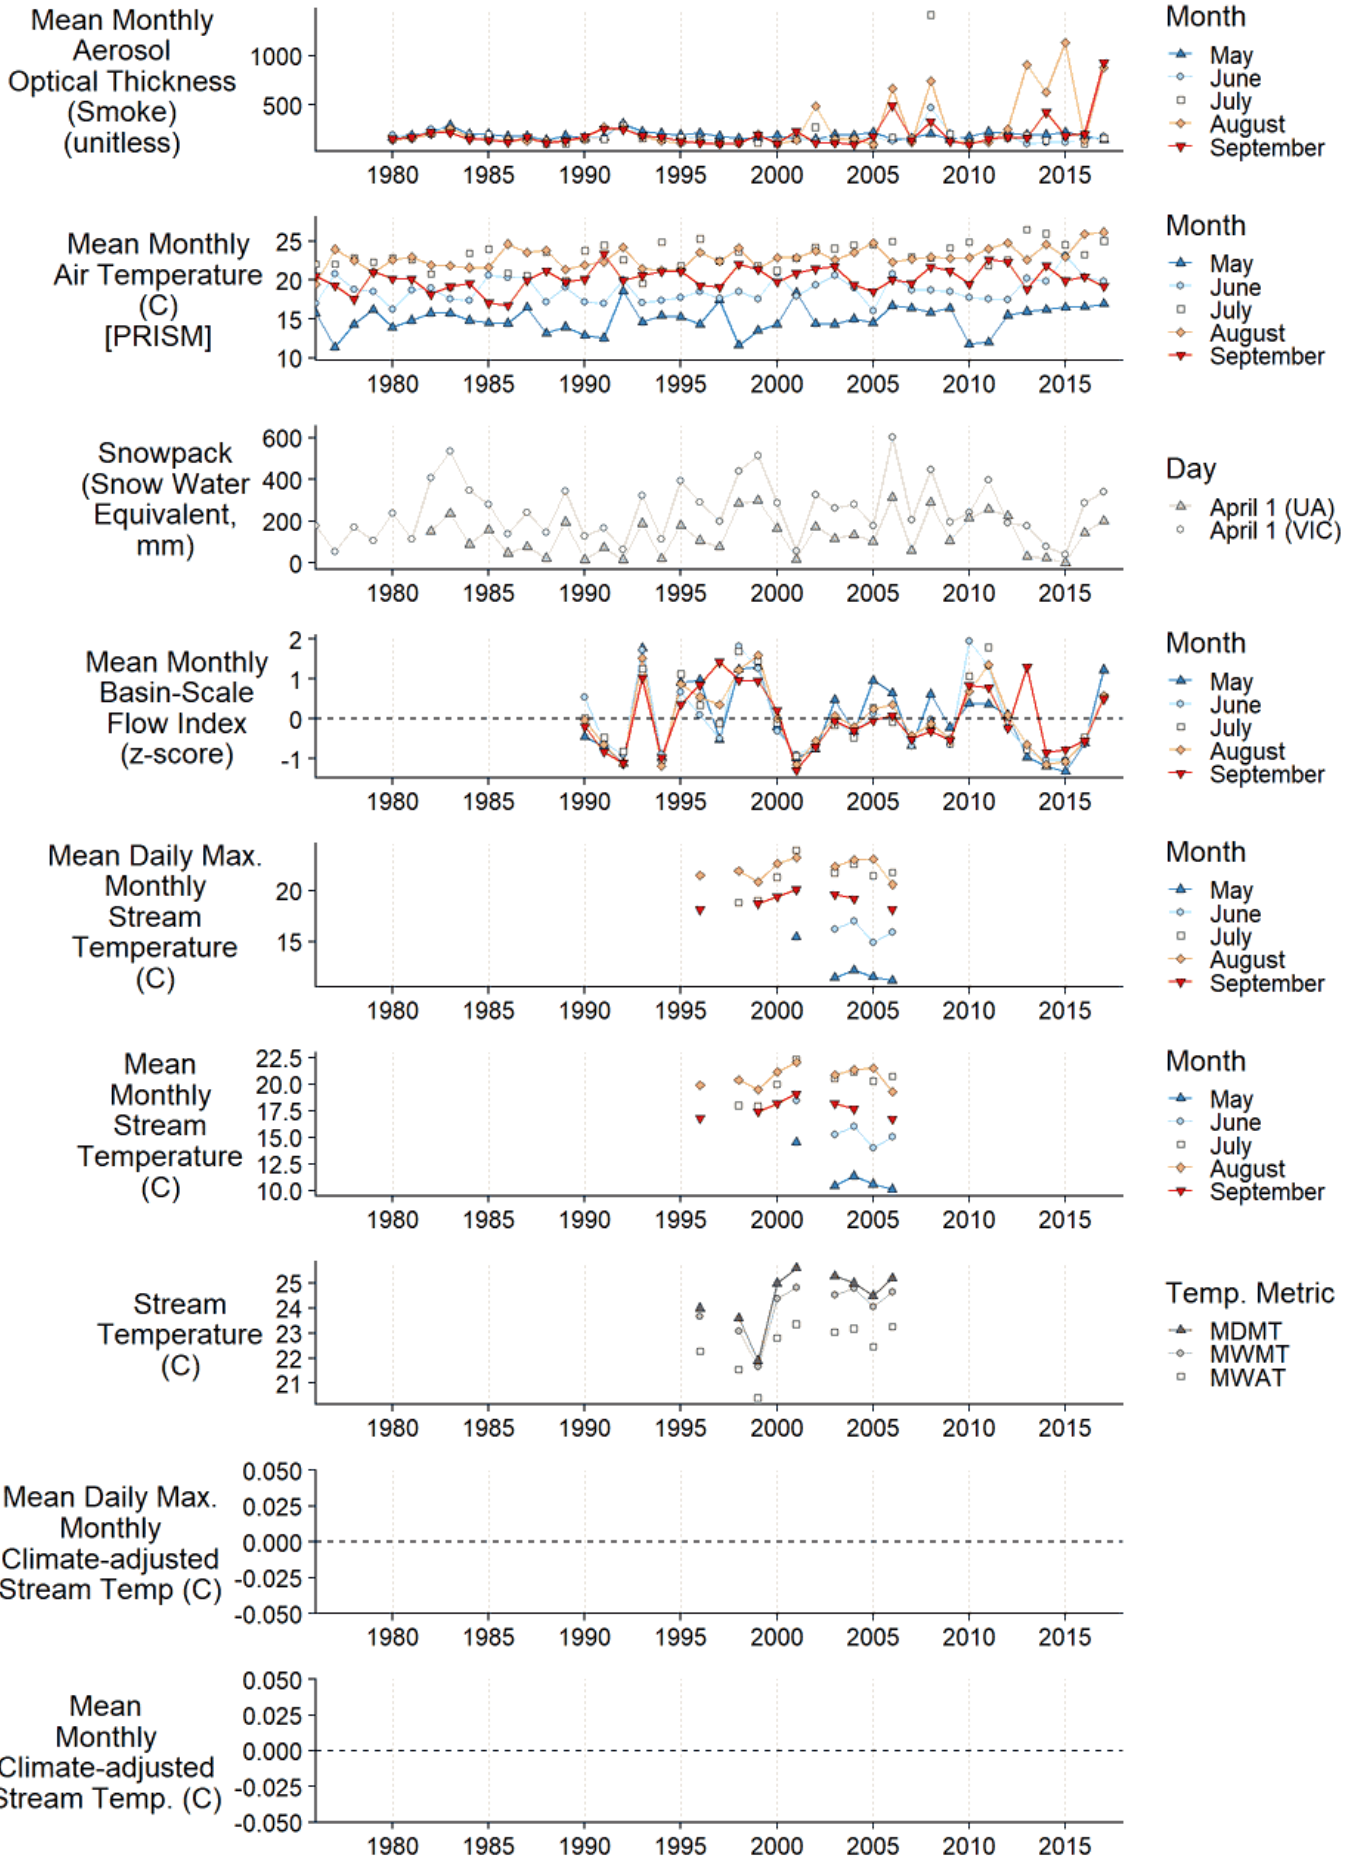 Mean Monthly
Aerosol
Optical Thickness
(Smoke)
(unitless)
1000
500
1980 1985 1990 1995 2000 2005 2010 2015
Month
May
June
July
August
September
Mean Monthly
Air Temperature
(C)
[PRISM]
25
20
15
10
1980 1985 1990 1995 2000 2005 2010 2015
Month
May
June
July
August
September
Snowpack
(Snow Water
Equivalent,
mm)
600
400
200
0
1980 1985 1990 1995 2000 2005 2010 2015
Day
April 1 (UA)
April 1 (VIC)
Mean Monthly
Basin-Scale
Flow Index
(z-score)
2
1
0
-1
1980 1985 1990 1995 2000 2005 2010 2015
Month
May
June
July
August
September
Mean Daily Max.
Monthly
Stream
Temperature
(C)
20
15
1980 1985 1990 1995 2000 2005 2010 2015
Month
May
June
July
August
September
Mean
Monthly
Stream
Temperature
(C)
22.5
20.0
17.5
15.0
12.5
10.0
1980 1985 1990 1995 2000 2005 2010 2015
Month
May
June
July
August
September
Stream
Temperature
(C)
25
24
23
22
21
1980 1985 1990 1995 2000 2005 2010 2015
Temp. Metric
MDMT
MWMT
MWAT
Mean Daily Max.
Monthly
Climate-adjusted
Stream Temp (C)
0.050
0.025
0.000
-0.025
-0.050
1980 1985 1990 1995 2000 2005 2010 2015
Mean
Monthly
Climate-adjusted
Stream Temp. (C)
0.050
0.025
0.000
-0.025
-0.050
1980 1985 1990 1995 2000 2005 2010 2015